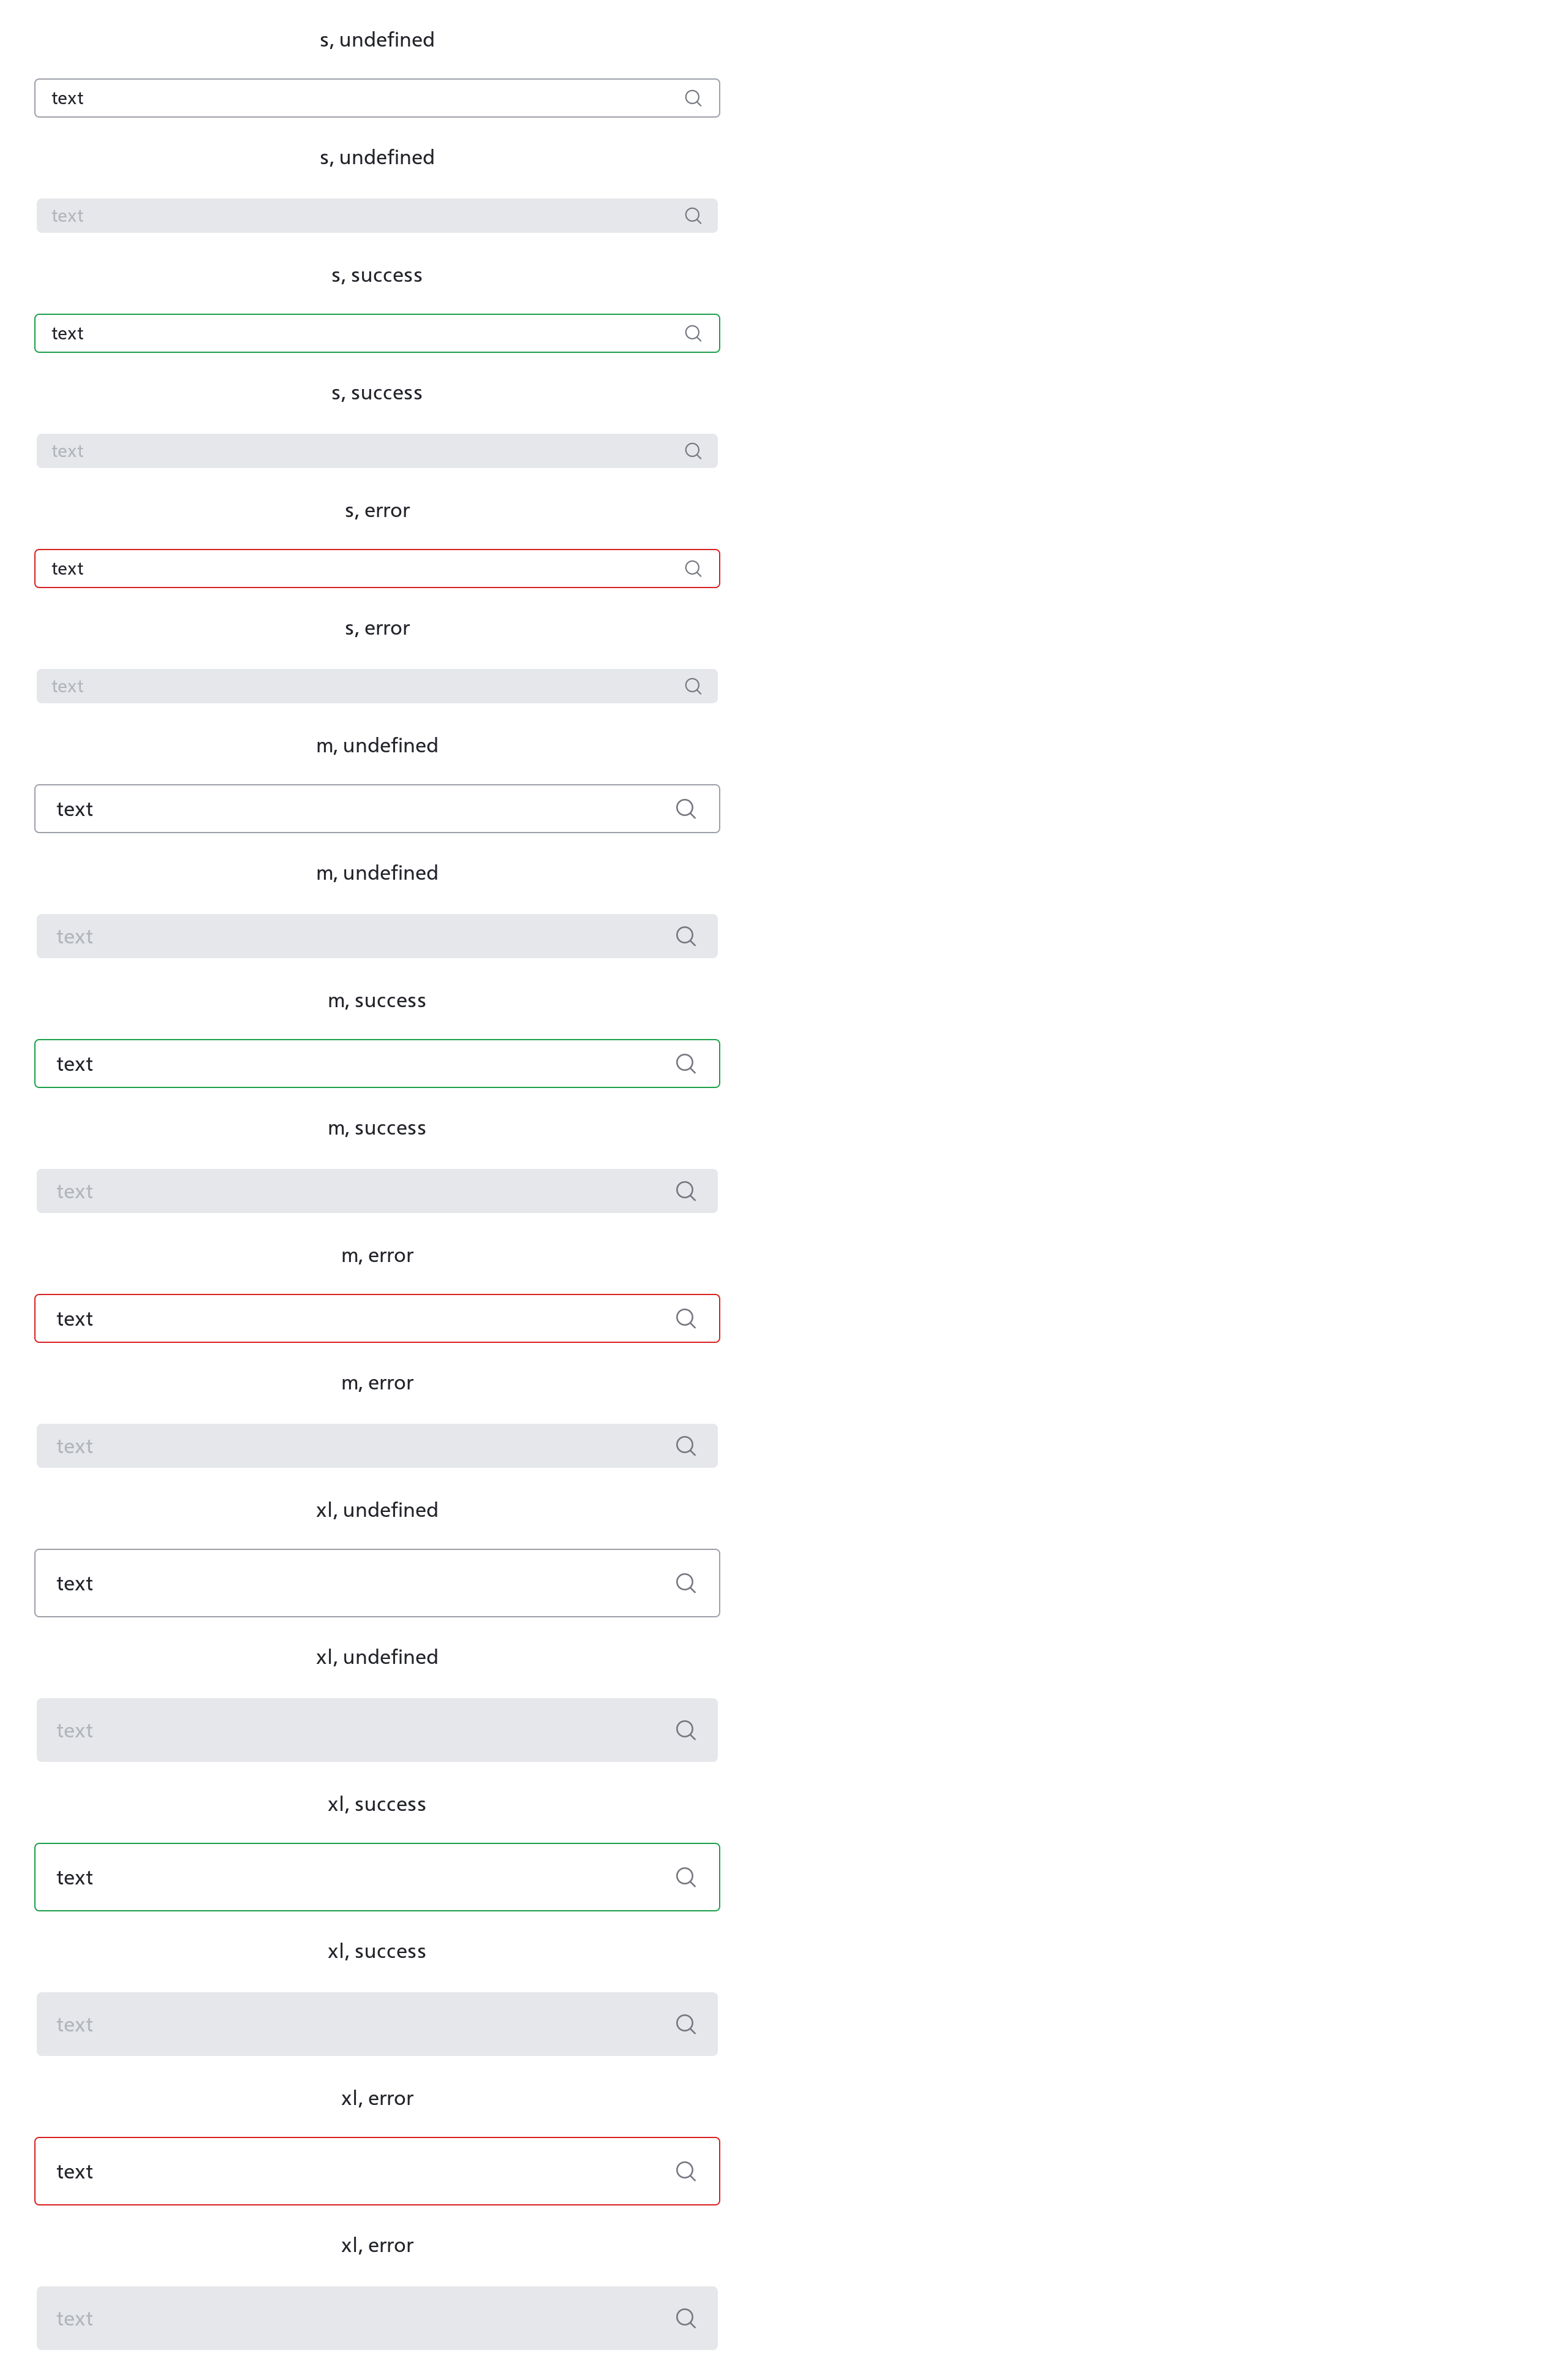 s, undefined
text
s, undefined
text
s, success
text
s, success
text
s, error
text
s, error
text
m, undefined
text
m, undefined
text
m, success
text
m, success
text
m, error
text
m, error
text
xl, undefined
text
xl, undefined
text
xl, success
text
xl, success
text
xl, error
text
xl, error
text